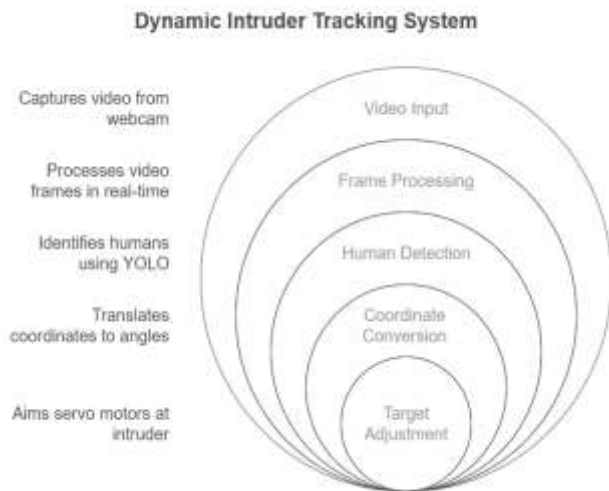 Dynamic Intruder Tracking System
Captures video from
webcam
Video Input
Processes video
frames in real-time
Frame Processing
Identifies humans
using YOLO
Human Detection
Translates
coordinates to angles
Coordinate
Conversion
Aims servo motors at
intruder
Target
Adjustment